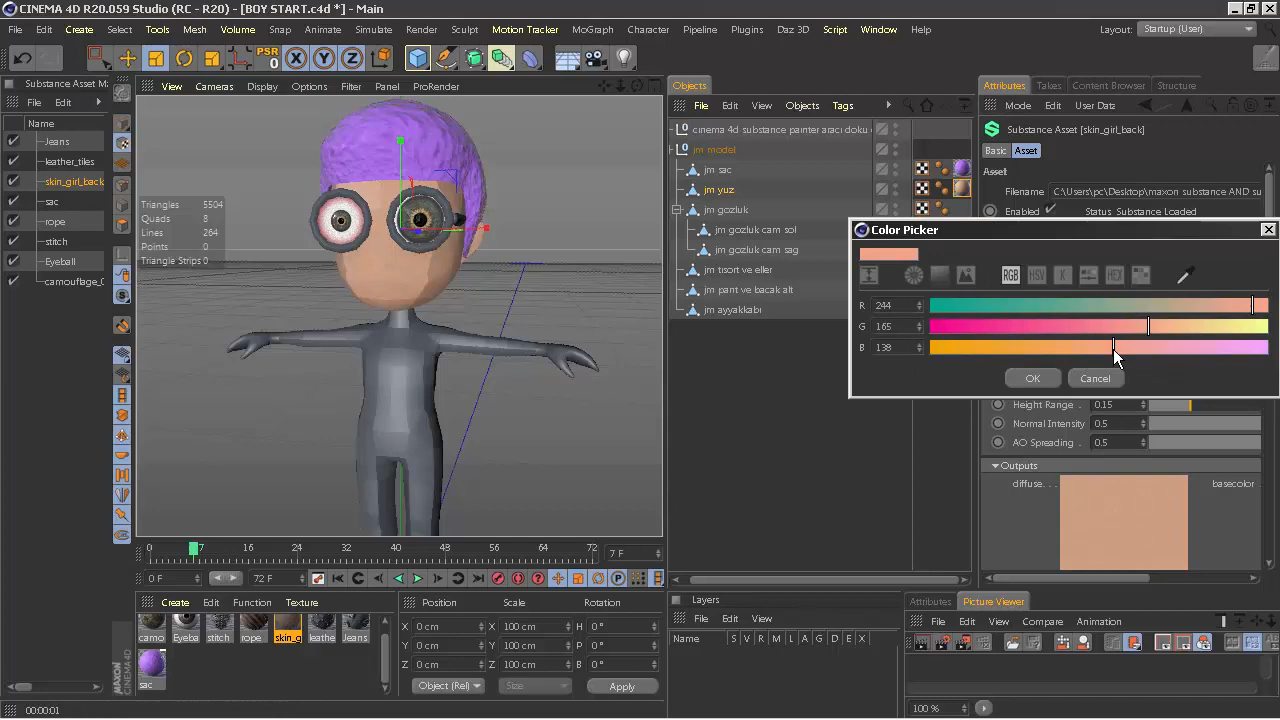 CINEMA 4D R20.059 Studio (RC - R20) - [BOY START.c4d *] - Main
File Edit Create Select Tools Mesh Volume Snap Animate Simulate Render Sculpt Motion Tracker MoGraph Character Pipeline Plugins Daz 3D Script Window Help Layout: Startup (User)
PSR
0
X Y Z
Substance Asset Ma
File Edit
Name
Jeans
leather_tiles
skin_girl_back
sac
rope
stitch
Eyeball
camouflage_0
View Cameras Display Options Filter Panel ProRender
Triangles 5504
Quads 8
Lines 264
Points 0
Triangle Strips 0
Objects
File Edit View Objects Tags
cinema 4d substance painter aracı doku
jm model
jm sac
jm yuz
jm gozluk
jm gozluk cam sol
jm gozluk cam sag
jm tısort ve eller
jm pant ve bacak alt
jm ayyakkabı
Attributes Takes Content Browser Structure
Mode Edit User Data
Substance Asset [skin_girl_back]
Basic Asset
Asset
Filename C:\Users\pc\Desktop\maxon substance AND su
Enabled Status Substance Loaded
Color Picker
RGB HSV K HEX
R 244
G 165
B 138
OK Cancel
Height Range . 0.15
Normal Intensity 0.5
AO Spreading . 0.5
Outputs
diffuse. . . basecolor
0 7 16 24 32 40 48 56 64 72 7 F
0 F 72 F
Create Edit Function Texture
camo Eyeba stitch rope skin_g leathe Jeans
sac
Position Scale Rotation
X 0 cm X 100 cm H 0 °
Y 0 cm Y 100 cm P 0 °
Z 0 cm Z 100 cm B 0 °
Object (Rel) Size Apply
Layers
File Edit View
Name S V R M L A G D E X
Attributes Picture Viewer
File Edit View Compare Animation
100 %
MAXON
CINEMA 4D
00:00:01